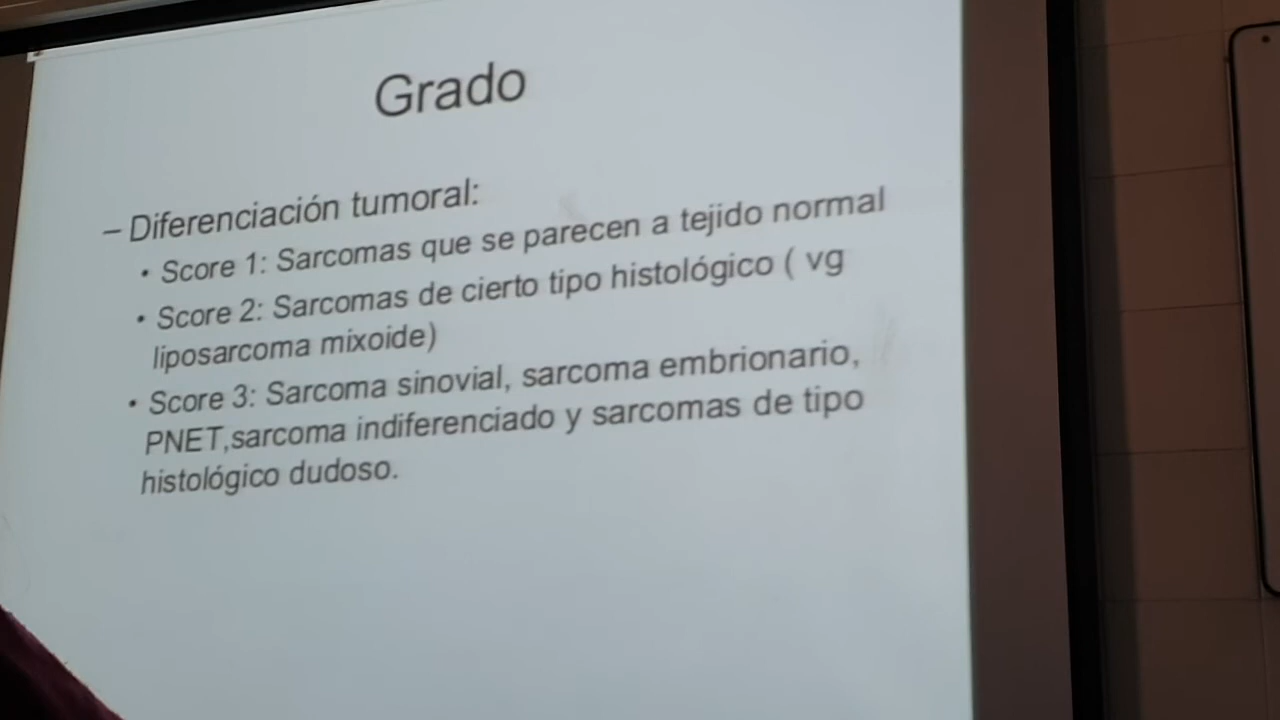 Grado
– Diferenciación tumoral:
• Score 1: Sarcomas que se parecen a tejido normal
• Score 2: Sarcomas de cierto tipo histológico ( vg
liposarcoma mixoide)
• Score 3: Sarcoma sinovial, sarcoma embrionario,
PNET,sarcoma indiferenciado y sarcomas de tipo
histológico dudoso.